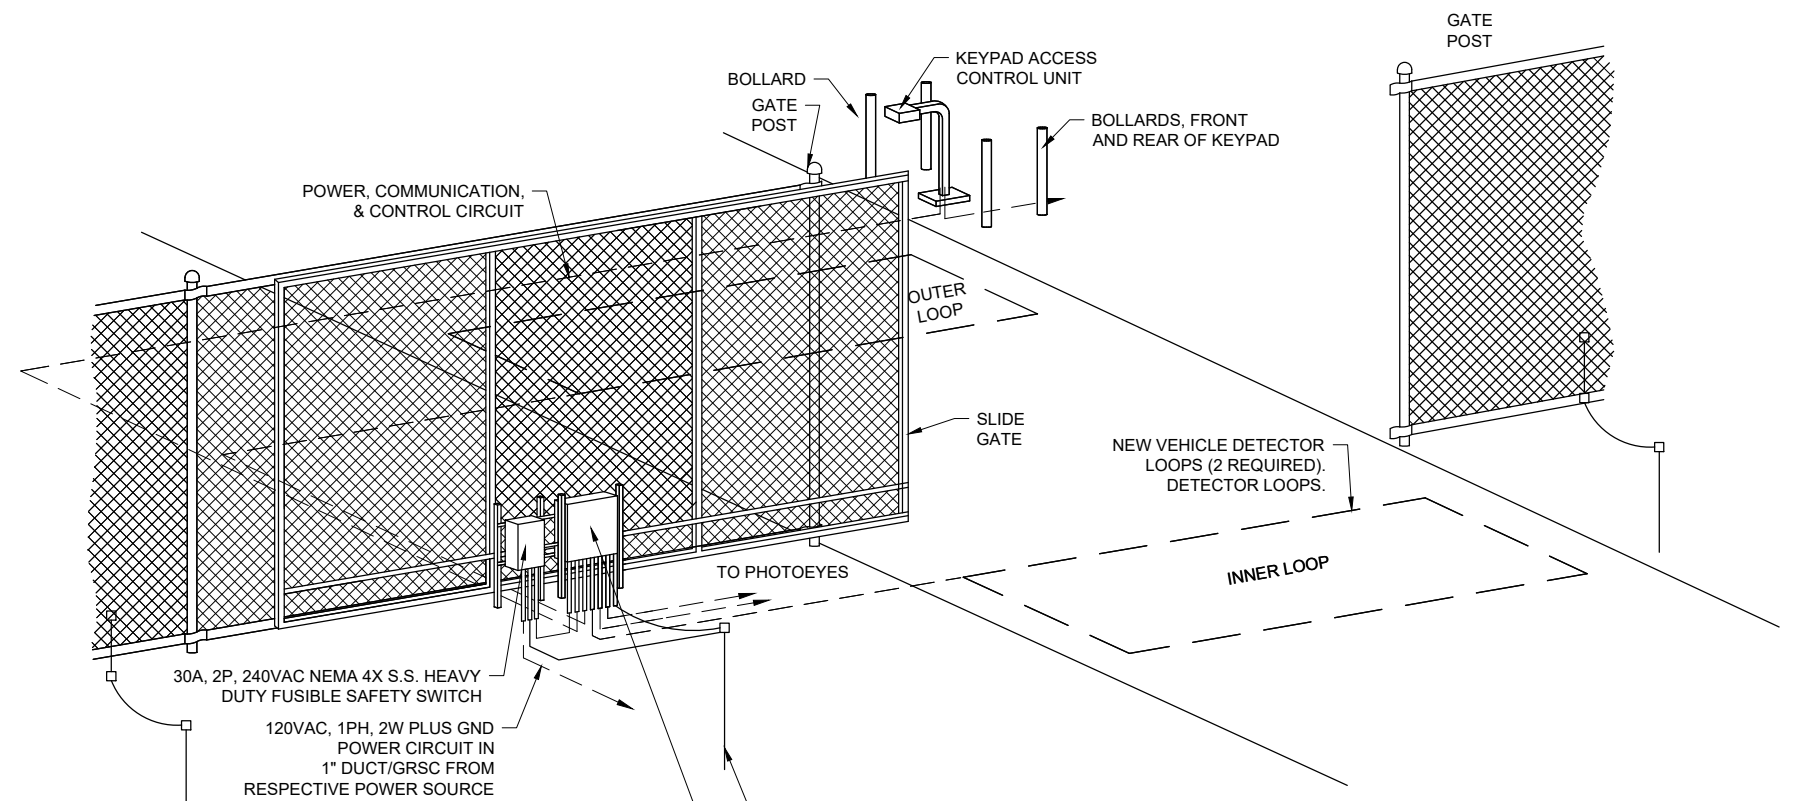 GATE
POST
KEYPAD ACCESS
CONTROL UNIT
BOLLARD
GATE
POST
BOLLARDS, FRONT
AND REAR OF KEYPAD
POWER, COMMUNICATION,
& CONTROL CIRCUIT
OUTER
LOOP
SLIDE
GATE
NEW VEHICLE DETECTOR
LOOPS (2 REQUIRED).
DETECTOR LOOPS.
INNER LOOP
TO PHOTOEYES
30A, 2P, 240VAC NEMA 4X S.S. HEAVY
DUTY FUSIBLE SAFETY SWITCH
120VAC, 1PH, 2W PLUS GND
POWER CIRCUIT IN
1" DUCT/GRSC FROM
RESPECTIVE POWER SOURCE